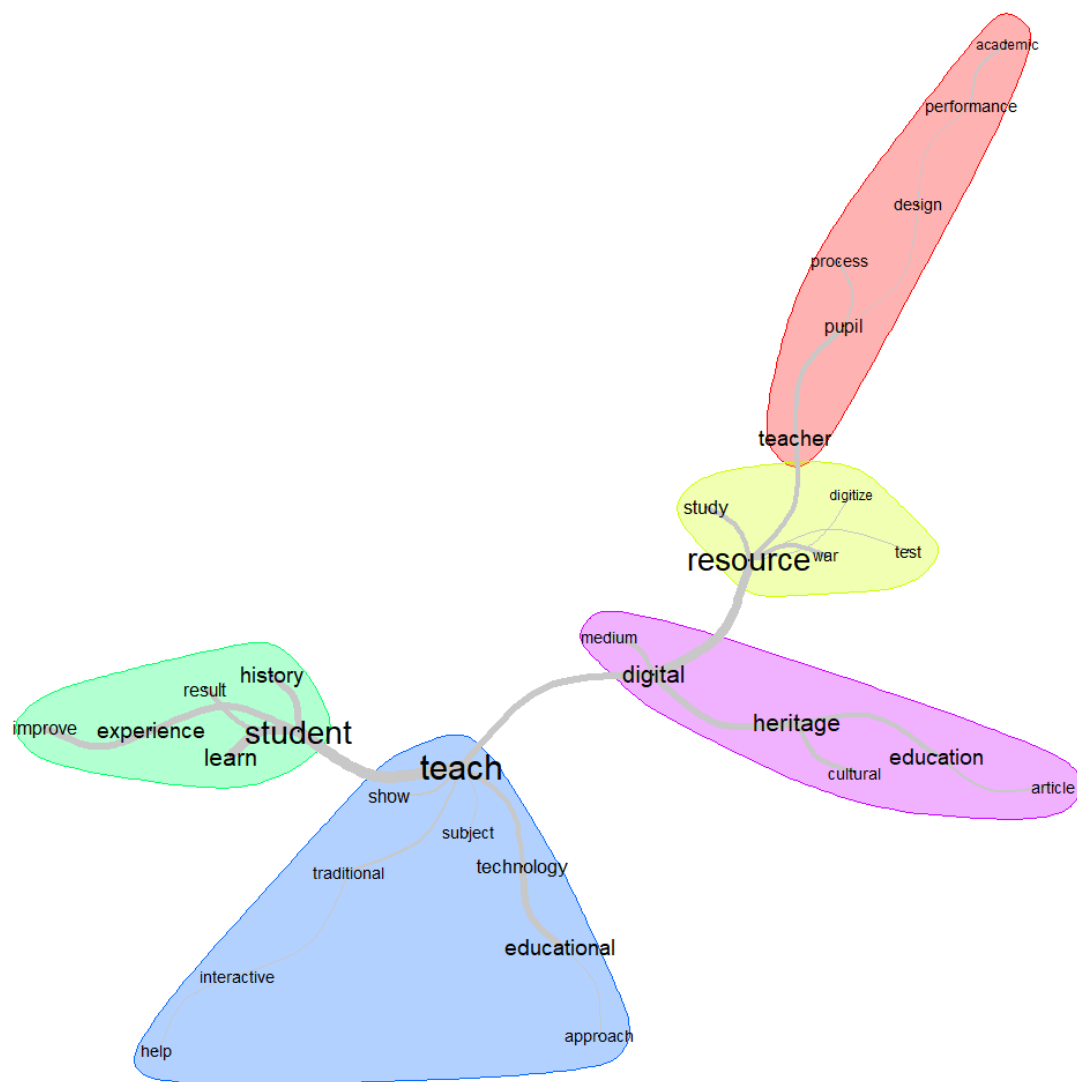 academic
performance
design
process
pupil
teacher
digitize
study
war
test
resource
medium
digital
heritage
education
cultural
article
history
result
improve
experience
student
learn
teach
show
subject
technology
traditional
educational
interactive
approach
help